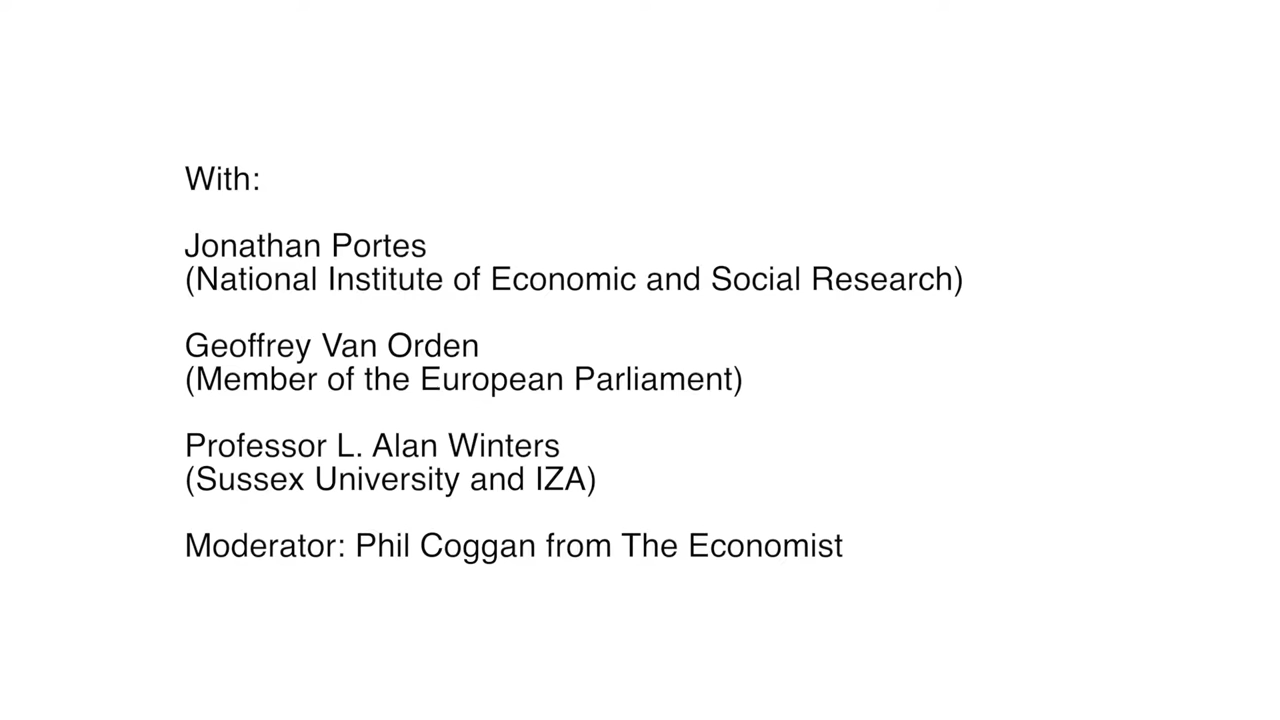 With:
Jonathan Portes
(National Institute of Economic and Social Research)
Geoffrey Van Orden
(Member of the European Parliament)
Professor L. Alan Winters
(Sussex University and IZA)
Moderator: Phil Coggan from The Economist